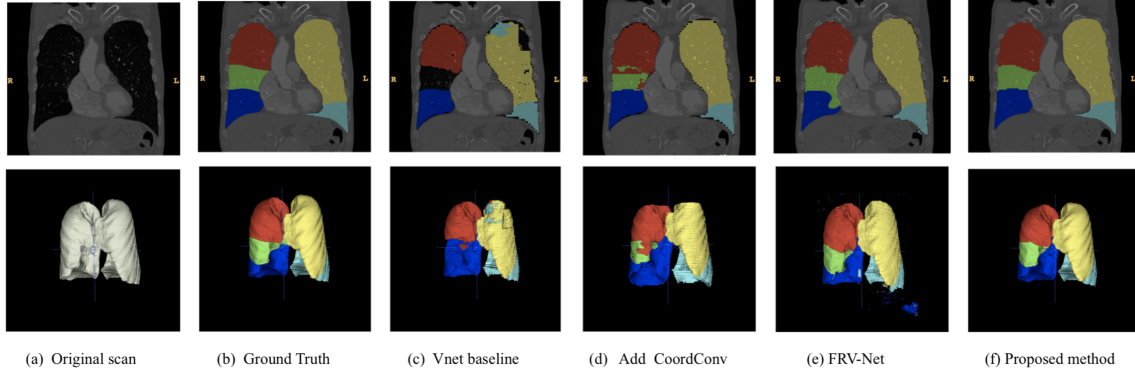 R L R L R L R L R L R L
(a) Original scan (b) Ground Truth (c) Vnet baseline (d) Add CoordConv (e) FRV-Net (f) Proposed method